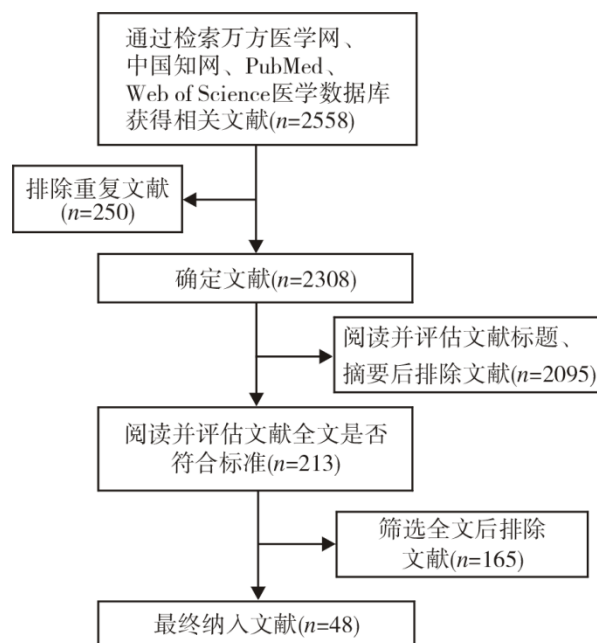 通过检索万方医学网、
中国知网、PubMed、
Web of Science医学数据库
获得相关文献(n=2558)
排除重复文献
(n=250)
确定文献(n=2308)
阅读并评估文献标题、
摘要后排除文献(n=2095)
阅读并评估文献全文是否
符合标准(n=213)
筛选全文后排除
文献(n=165)
最终纳入文献(n=48)